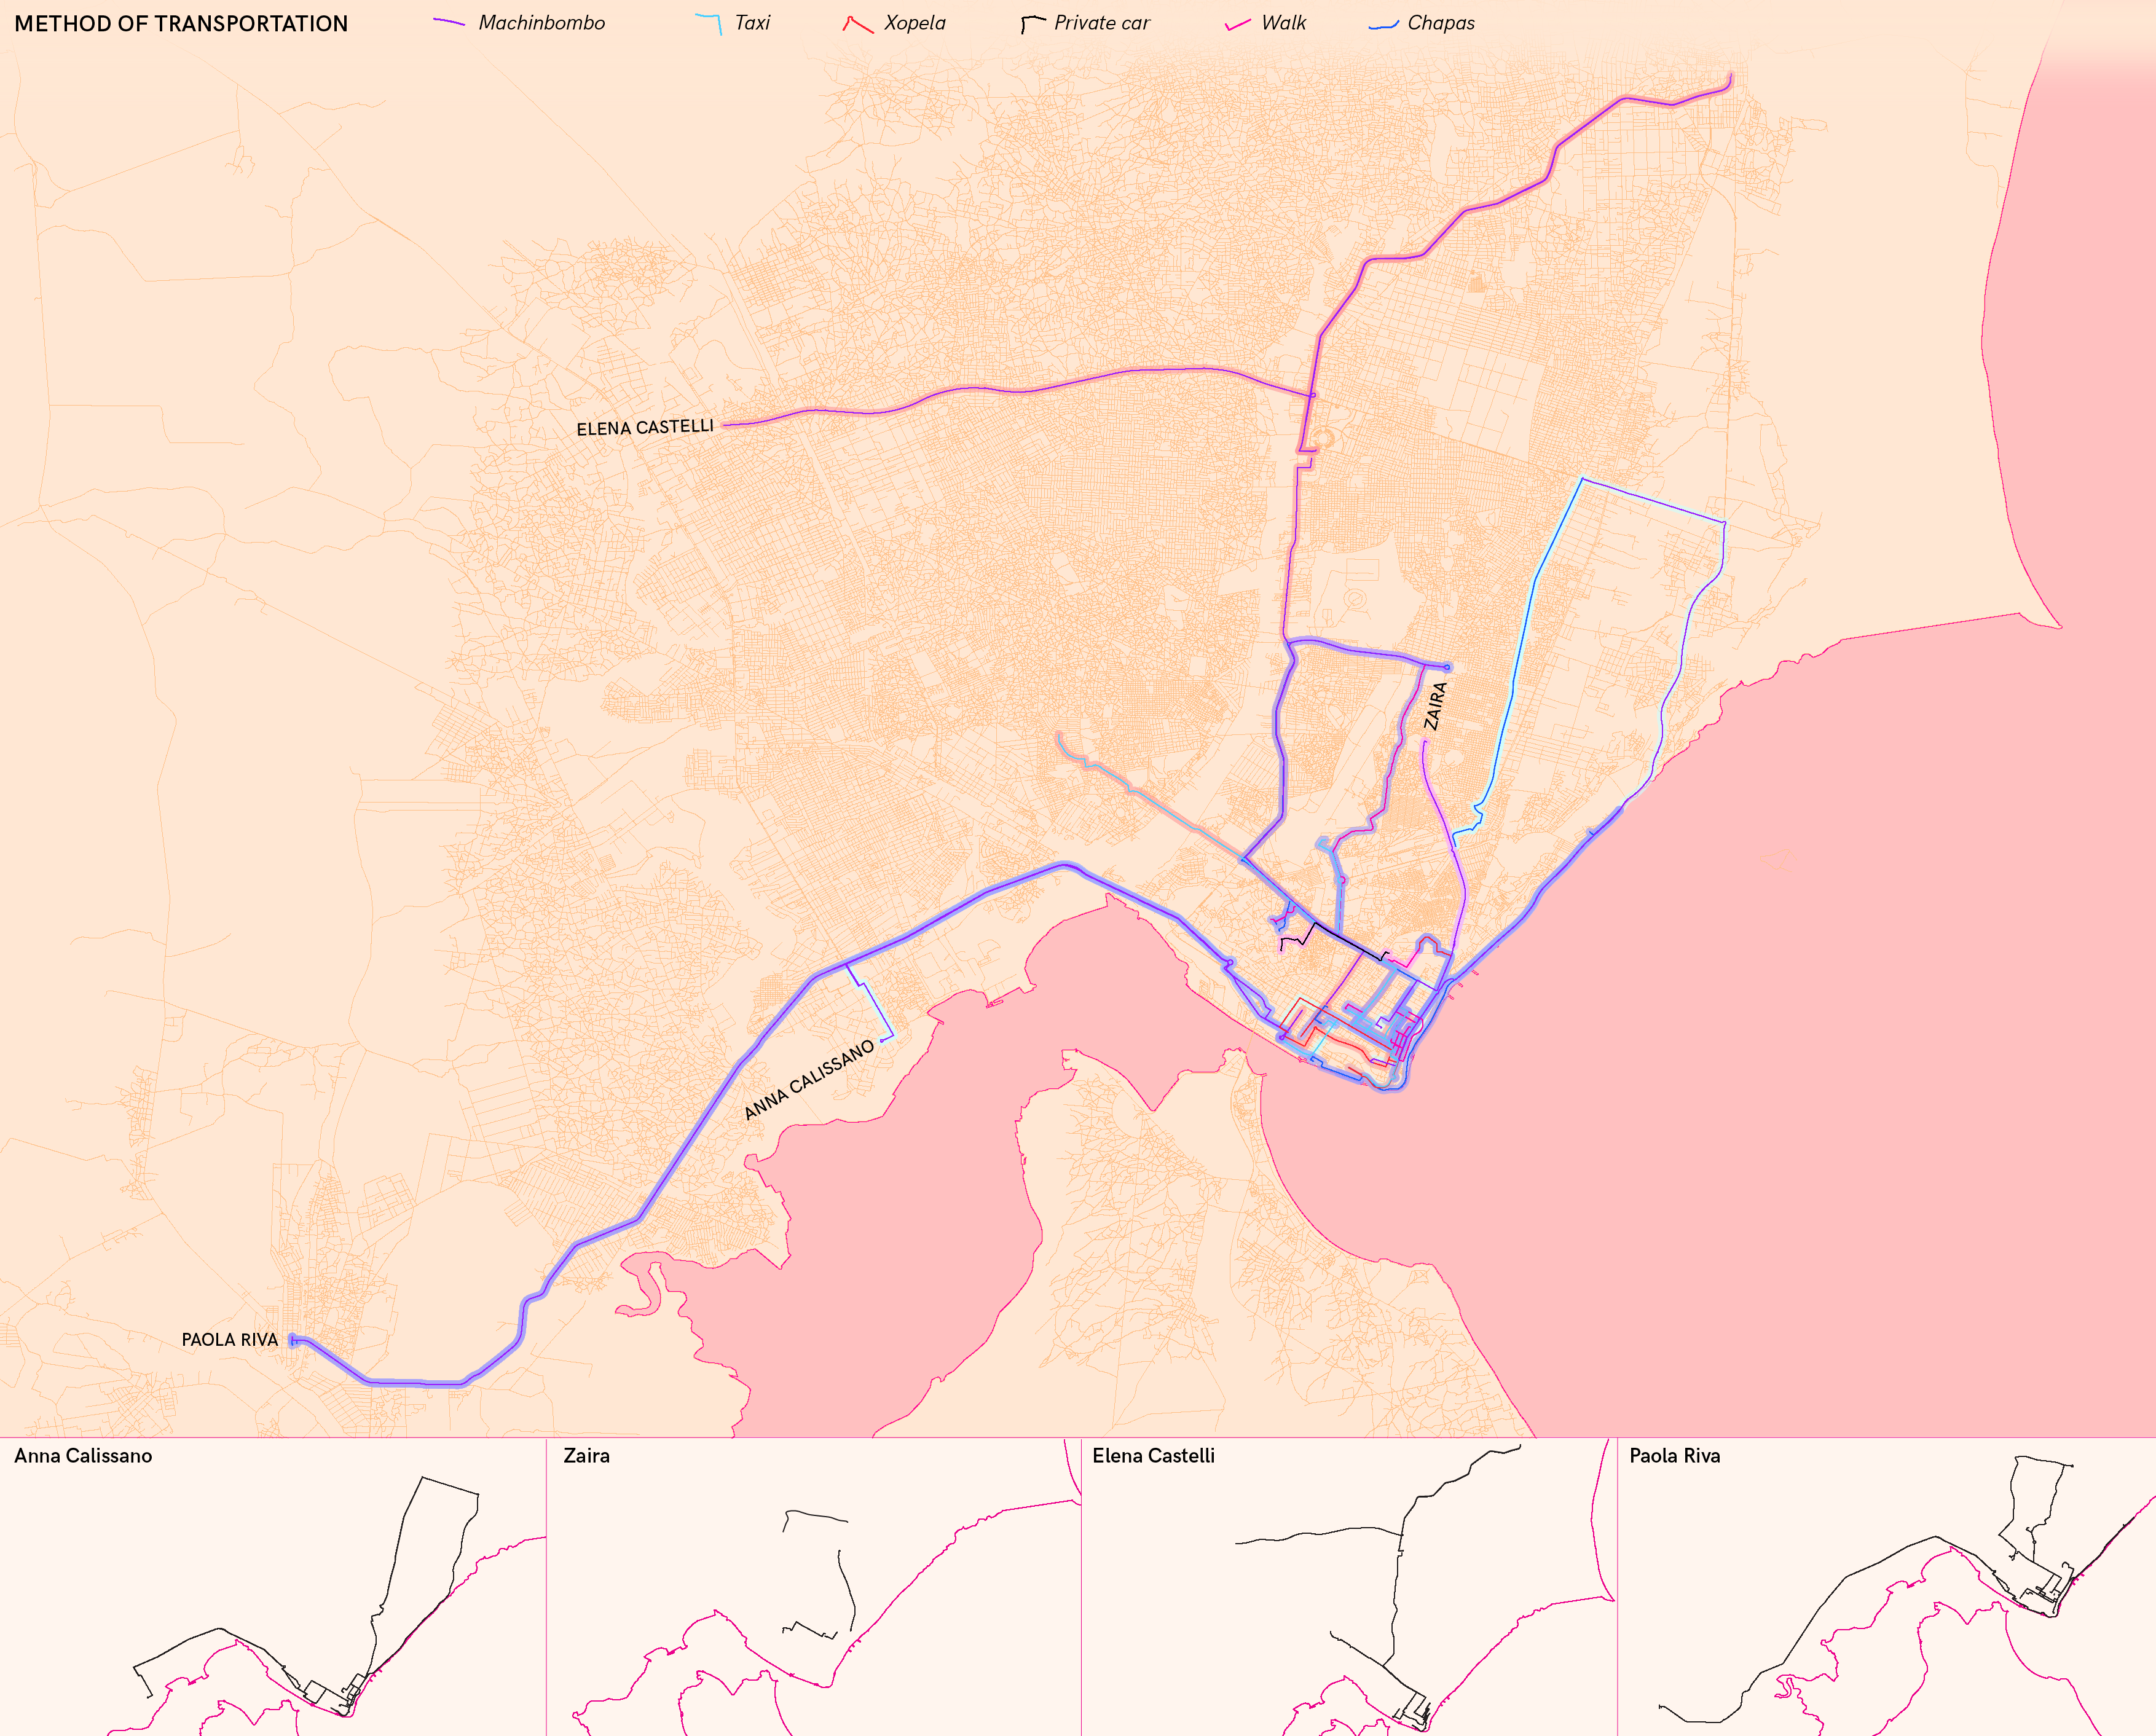 METHOD OF TRANSPORTATION
Machinbombo
Taxi
Xopela
Private car
Walk
Chapas
ELENA CASTELLI
ZAIRA
ANNA CALISSANO
PAOLA RIVA
Anna Calissano
Zaira
Elena Castelli
Paola Riva